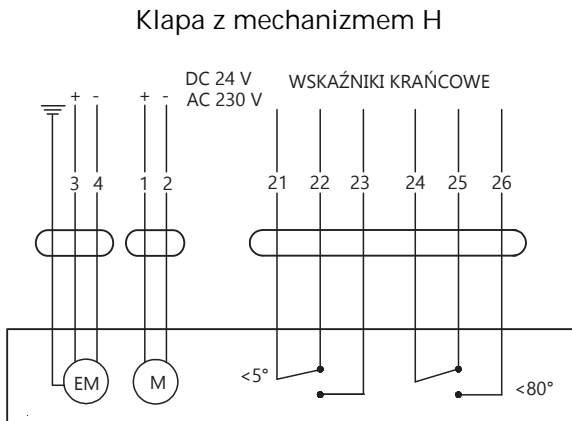 Klapa z mechanizmem H
DC 24 V WSKAŹNIKI KRAŃCOWE
+ - + - AC 230 V
3 4 1 2 21 22 23 24 25 26
EM M <5° <80°